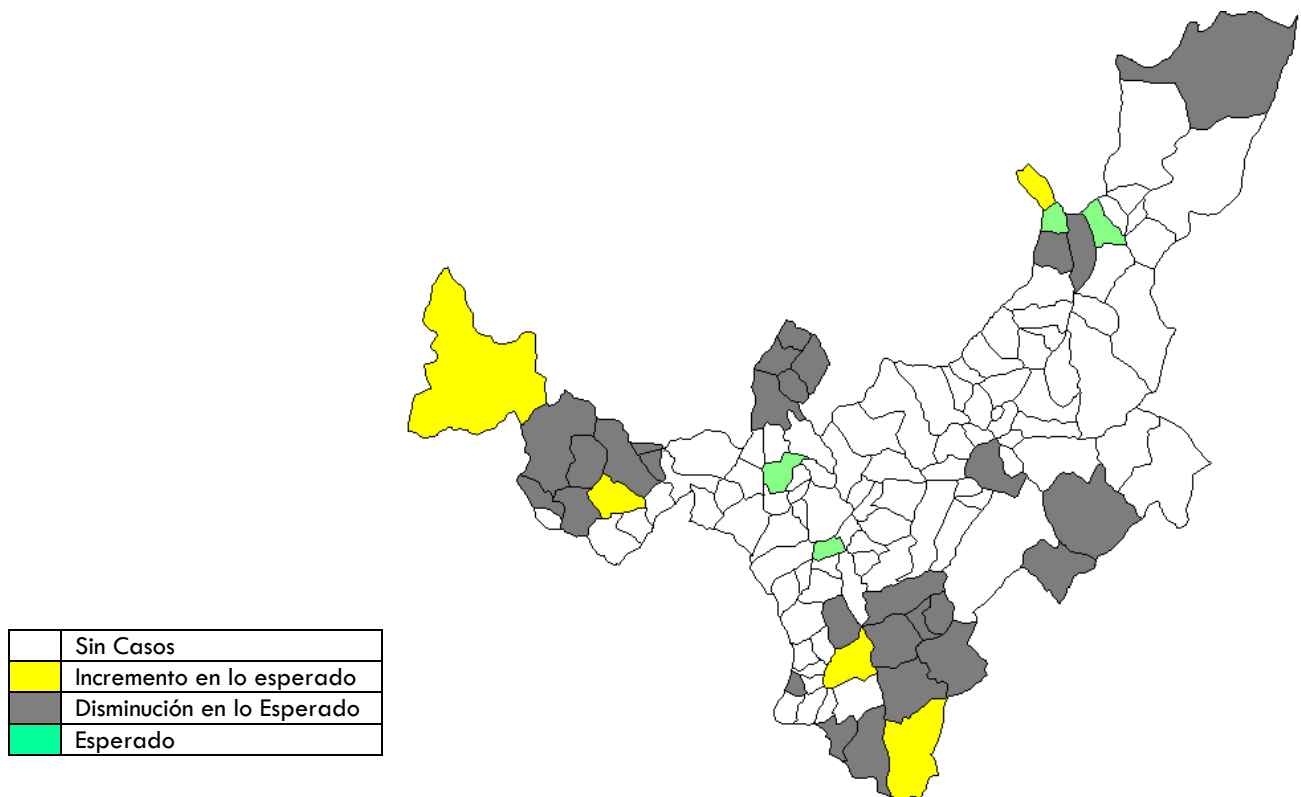 Sin Casos
Incremento en lo esperado
Disminución en lo Esperado
Esperado